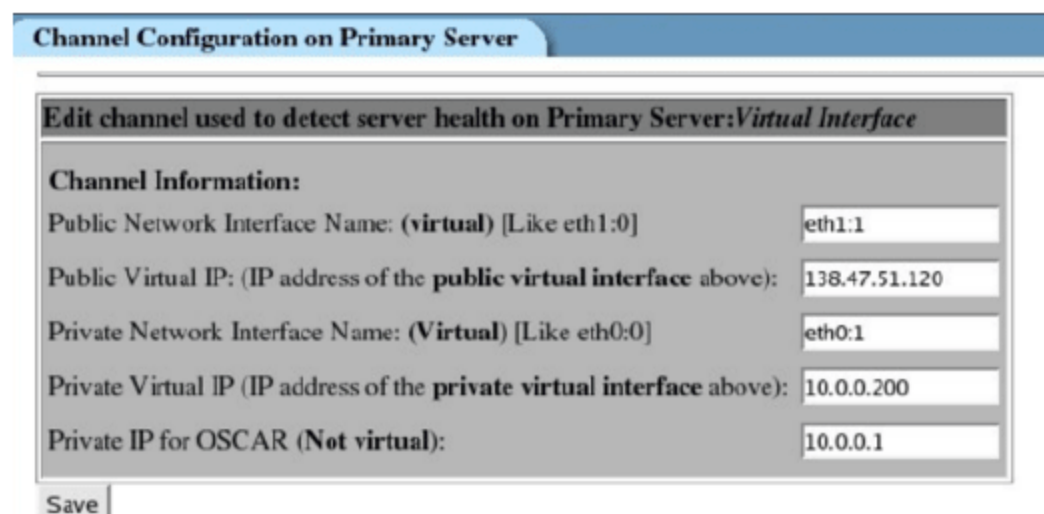 Channel Configuration on Primary Server
Edit channel used to detect server health on Primary Server:Virtual Interface
Channel Information:
Public Network Interface Name: (virtual) [Like eth1:0] eth1:1
Public Virtual IP: (IP address of the public virtual interface above): 138.47.51.120
Private Network Interface Name: (Virtual) [Like eth0:0] eth0:1
Private Virtual IP (IP address of the private virtual interface above): 10.0.0.200
Private IP for OSCAR (Not virtual): 10.0.0.1
Save